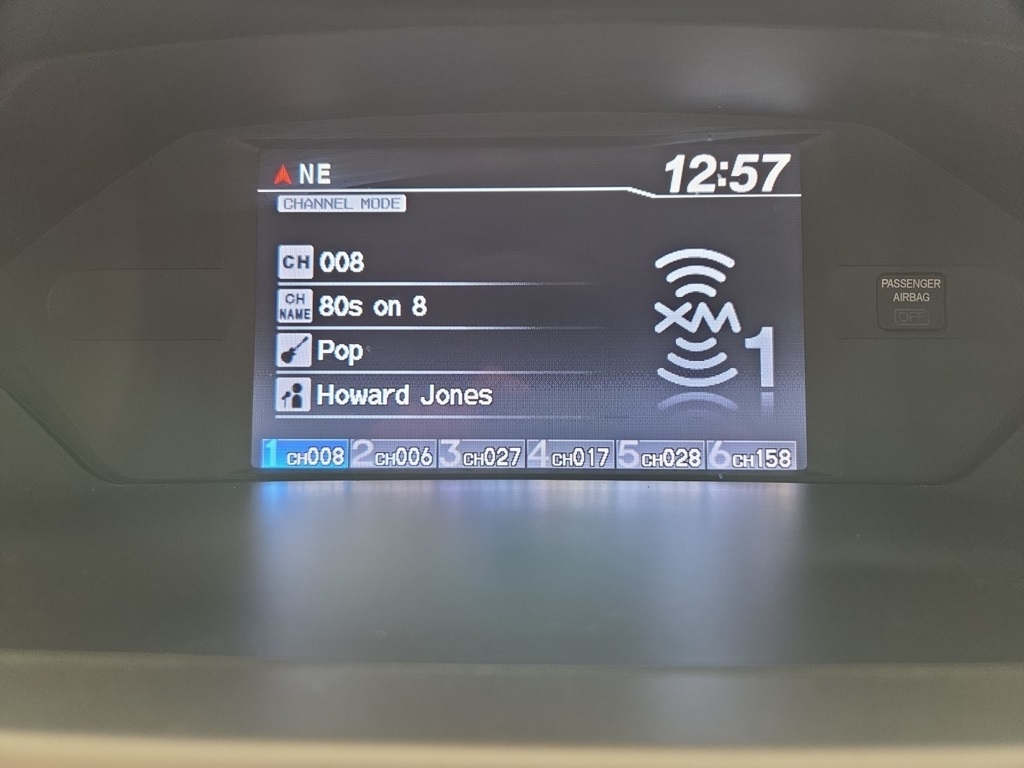 NE 12:57
CHANNEL MODE
CH 008
CH NAME 80s on 8
Pop
Howard Jones
XM 1
1 CH008 2 CH006 3 CH027 4 CH017 5 CH028 6 CH158
PASSENGER
AIRBAG
OFF